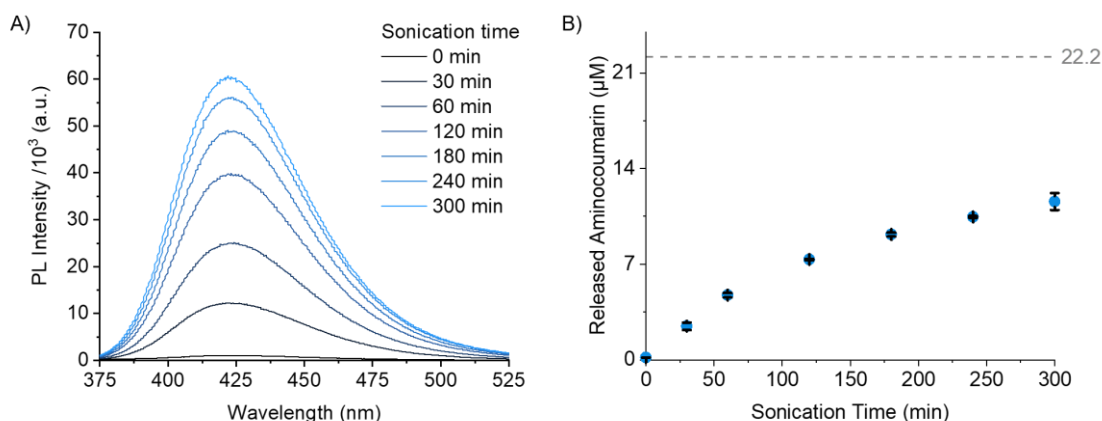 A)
PL Intensity /10³ (a.u.)
70
60
50
40
30
20
10
0
375
400
425
450
475
500
525
Wavelength (nm)
Sonication time
0 min
30 min
60 min
120 min
180 min
240 min
300 min
B)
Released Aminocoumarin (µM)
21
14
7
0
22.2
0
50
100
150
200
250
300
Sonication Time (min)